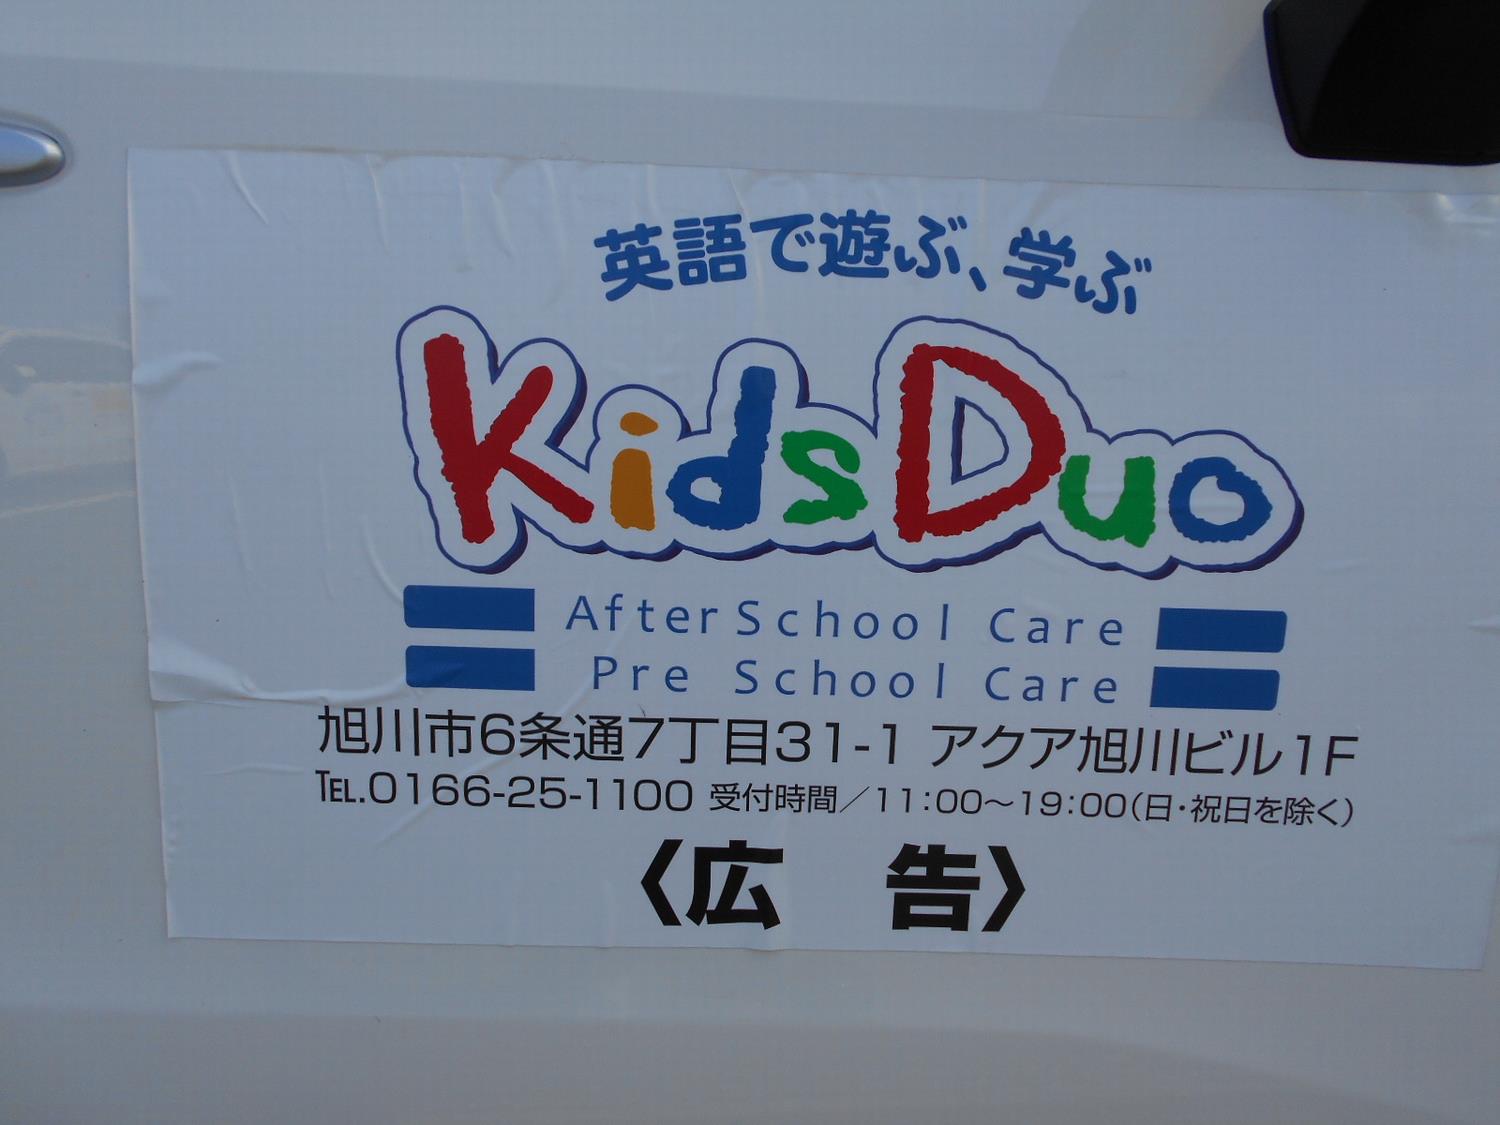 英語で遊ぶ、学ぶ
KidsDuo
AfterSchool Care
Pre School Care
旭川市6条通7丁目31-1 アクア旭川ビル1F
TEL.0166-25-1100 受付時間／11:00～19:00(日・祝日を除く)
〈広　告〉